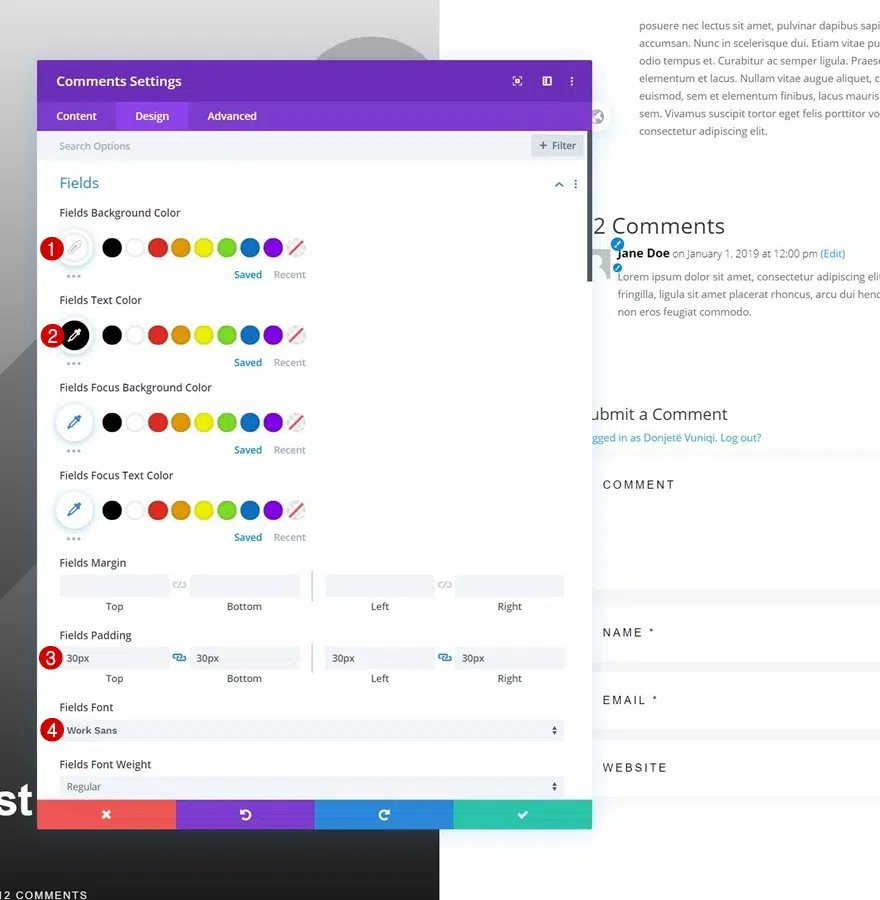 Comments Settings
Content Design Advanced
Search Options
+ Filter
Fields
Fields Background Color
1
Saved Recent
Fields Text Color
2
Saved Recent
Fields Focus Background Color
Saved Recent
Fields Focus Text Color
Saved Recent
Fields Margin
Top Bottom Left Right
Fields Padding
3 30px 30px 30px 30px
Top Bottom Left Right
Fields Font
4 Work Sans
Fields Font Weight
Regular
st
12 COMMENTS
posuere nec lectus sit amet, pulvinar dapibus sapi
accumsan. Nunc in scelerisque dui. Etiam vitae pu
odio tempus et. Curabitur ac semper ligula. Praese
elementum et lacus. Nullam vitae augue aliquet, c
euismod, sem et elementum finibus, lacus mauris
sem. Vivamus suscipit tortor eget felis porttitor vo
consectetur adipiscing elit.
2 Comments
Jane Doe on January 1, 2019 at 12:00 pm (Edit)
Lorem ipsum dolor sit amet, consectetur adipiscing elit
fringilla, ligula sit amet placerat rhoncus, arcu dui hend
non eros feugiat commodo.
ubmit a Comment
gged in as Donjetë Vuniqi. Log out?
COMMENT
NAME *
EMAIL *
WEBSITE